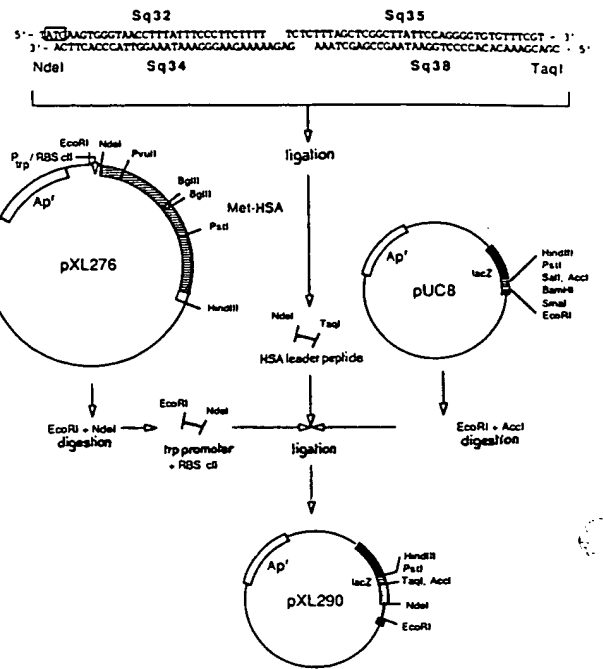 Sq32 Sq35
5'- TATGAAGTGGGTAACCTTTATTTCCCTTCTTTT TCTCTTTAGCTCGGCTTATTCCAGGGGTGTGTTTCGT - 3'
3'- ACTTCACCCATTGGAAATAAAGGGAAGAAAAAGAG AAATCGAGCCGAATAAGGTCCCCACACAAAGCAGC - 5'
NdeI Sq34 Sq38 TaqI
ligation
EcoRI NdeI
P trp/ RBS cII
PvuII
BglII
BglII
PstI
HindIII
Apr
pXL276
Met-HSA
Apr
lacZ
pUC8
HindIII
PstI
SalI, AccI
BamHI
SmaI
EcoRI
NdeI TaqI
HSA leader peptide
EcoRI + NdeI
digestion
EcoRI NdeI
trp promoter
+ RBS cII
ligation
EcoRI + AccI
digestion
Apr
lacZ
pXL290
HindIII
PstI
TaqI, AccI
NdeI
EcoRI